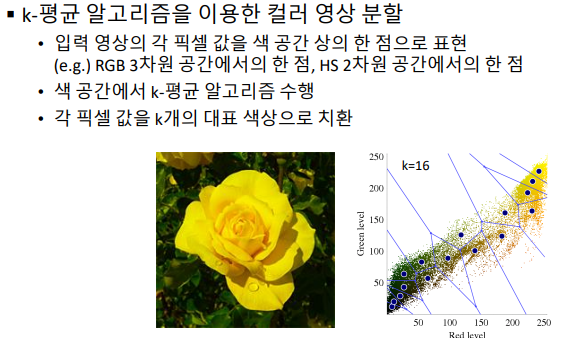 ▪ k-평균 알고리즘을 이용한 컬러 영상 분할
• 입력 영상의 각 픽셀 값을 색 공간 상의 한 점으로 표현
(e.g.) RGB 3차원 공간에서의 한 점, HS 2차원 공간에서의 한 점
• 색 공간에서 k-평균 알고리즘 수행
• 각 픽셀 값을 k개의 대표 색상으로 치환
k=16
250
200
150
100
50
Green level
50 100 150 200 250
Red level